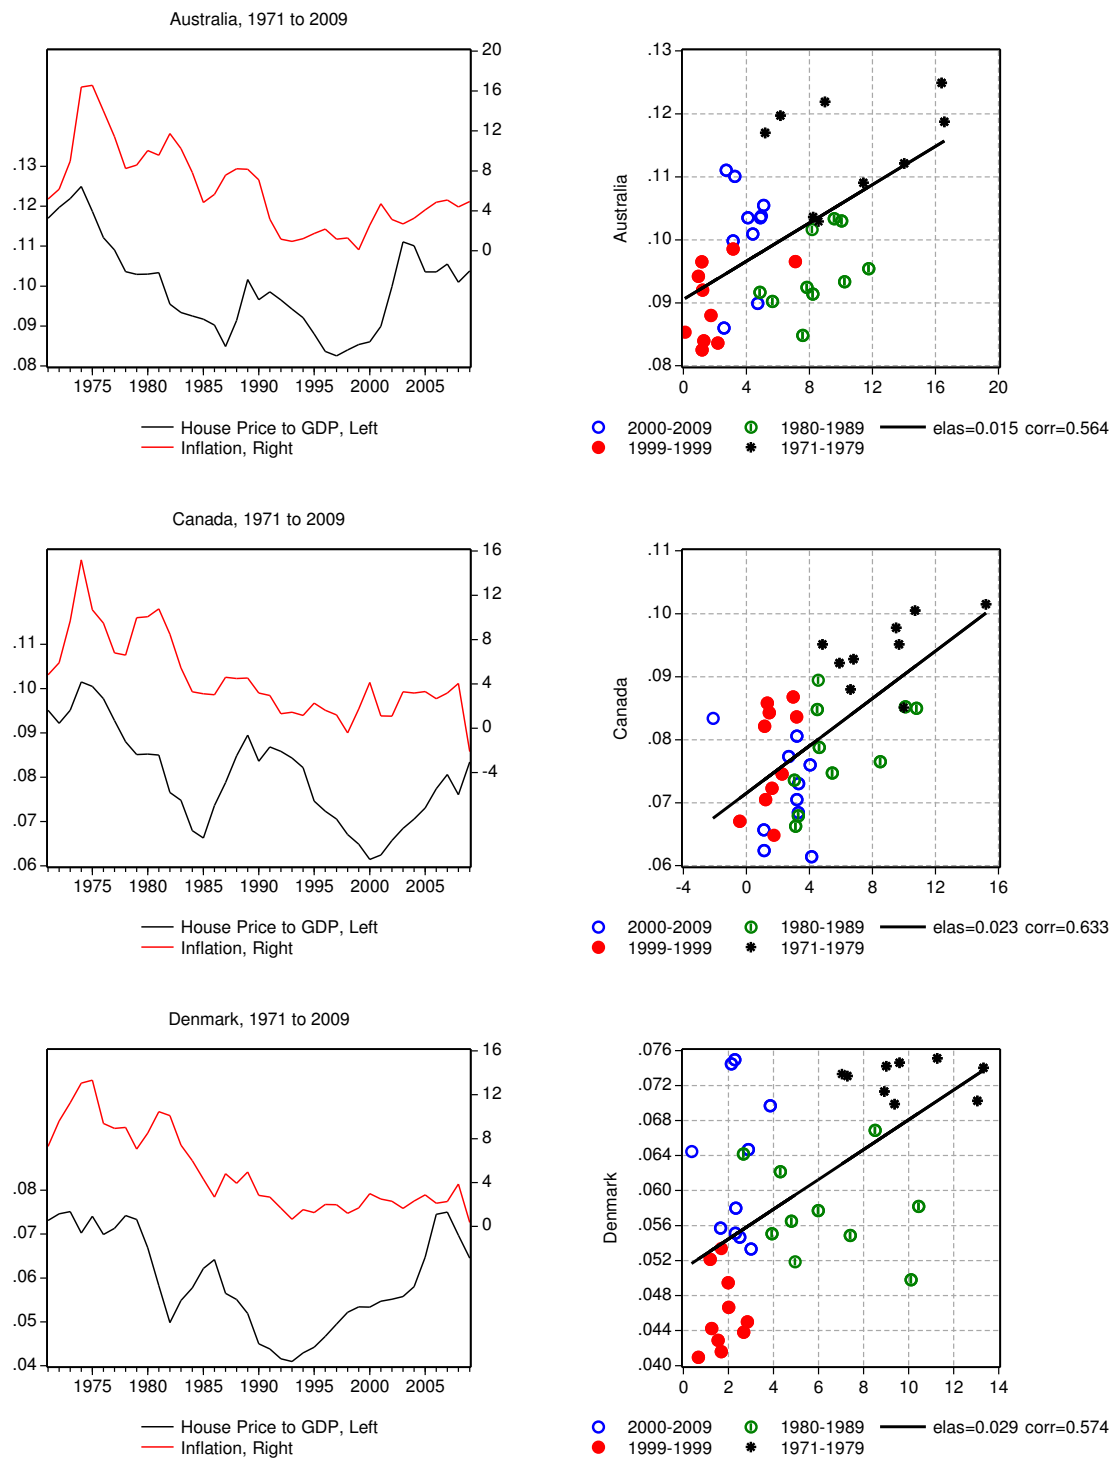 Australia, 1971 to 2009
20
16
12
8
4
0
.13
.12
.11
.10
.09
.08
1975 1980 1985 1990 1995 2000 2005
House Price to GDP, Left
Inflation, Right
.13
.12
.11
.10
.09
.08
Australia
0 4 8 12 16 20
2000-2009 1980-1989 elas=0.015 corr=0.564
1999-1999 1971-1979
Canada, 1971 to 2009
16
12
8
4
0
-4
.11
.10
.09
.08
.07
.06
1975 1980 1985 1990 1995 2000 2005
House Price to GDP, Left
Inflation, Right
.11
.10
.09
.08
.07
.06
Canada
-4 0 4 8 12 16
2000-2009 1980-1989 elas=0.023 corr=0.633
1999-1999 1971-1979
Denmark, 1971 to 2009
16
12
8
4
0
.08
.07
.06
.05
.04
1975 1980 1985 1990 1995 2000 2005
House Price to GDP, Left
Inflation, Right
.076
.072
.068
.064
.060
.056
.052
.048
.044
.040
Denmark
0 2 4 6 8 10 12 14
2000-2009 1980-1989 elas=0.029 corr=0.574
1999-1999 1971-1979